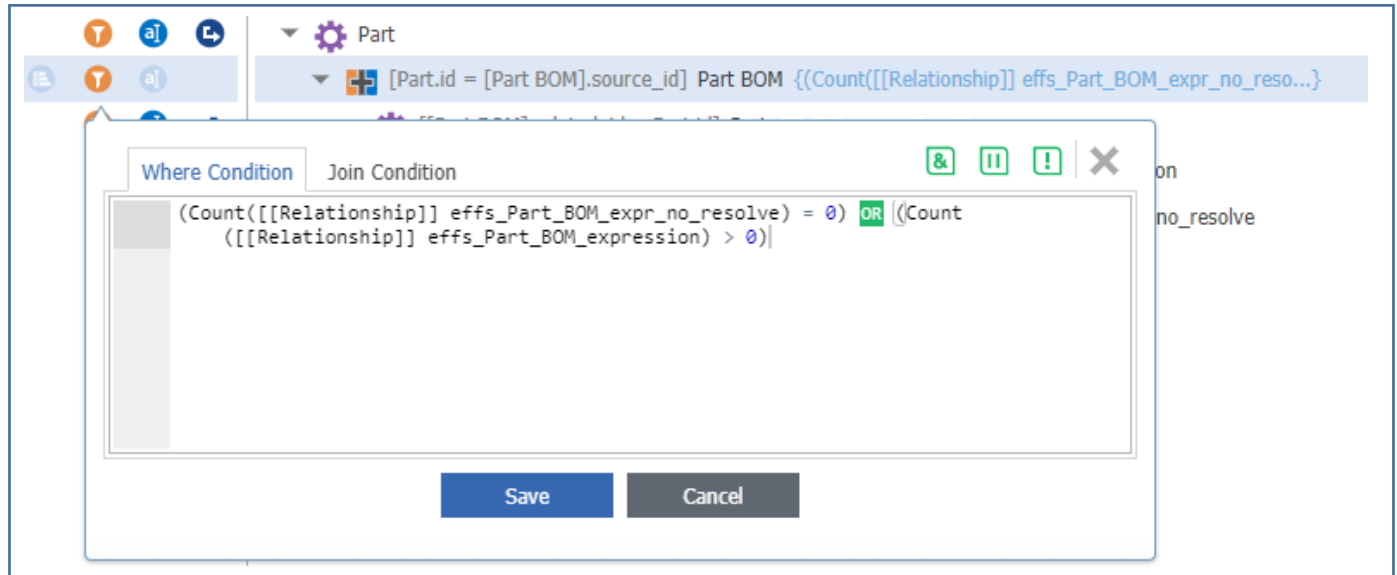 Part
[Part.id = [Part BOM].source_id] Part BOM {(Count([[Relationship]] effs_Part_BOM_expr_no_reso...}
Where Condition
Join Condition
on
(Count([[Relationship]] effs_Part_BOM_expr_no_resolve) = 0) OR (Count
no_resolve
([[Relationship]] effs_Part_BOM_expression) > 0)
Save
Cancel